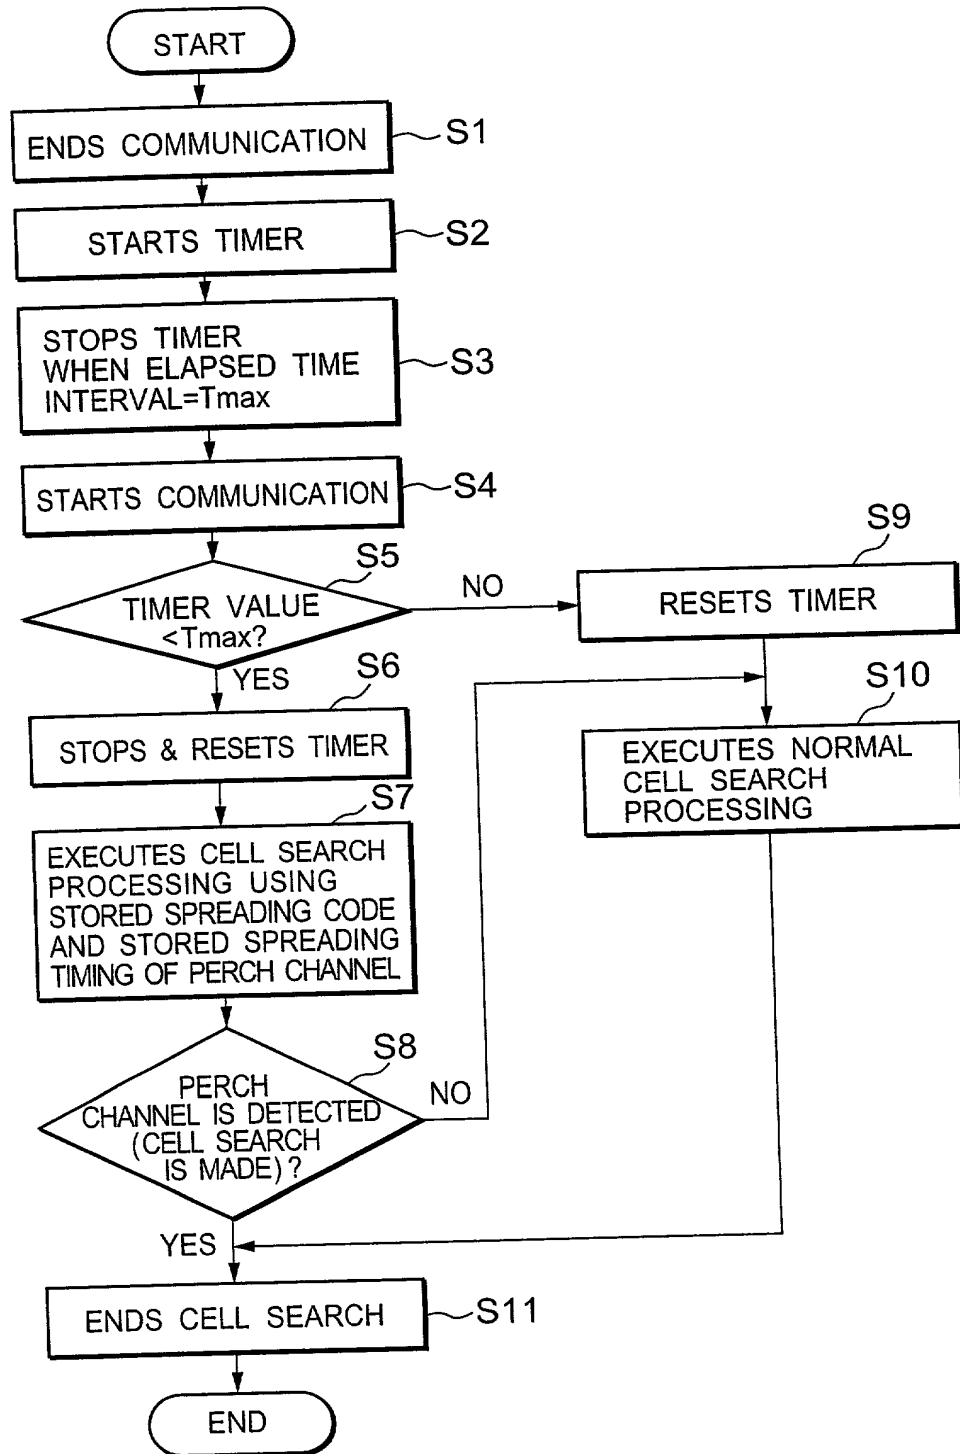 START
ENDS COMMUNICATION
S1
STARTS TIMER
S2
STOPS TIMER
WHEN ELAPSED TIME
INTERVAL=Tmax
S3
STARTS COMMUNICATION
S4
TIMER VALUE
<Tmax?
S5
NO
YES
RESETS TIMER
S9
STOPS & RESETS TIMER
S6
EXECUTES NORMAL
CELL SEARCH
PROCESSING
S10
EXECUTES CELL SEARCH
PROCESSING USING
STORED SPREADING CODE
AND STORED SPREADING
TIMING OF PERCH CHANNEL
S7
PERCH
CHANNEL IS DETECTED
(CELL SEARCH
IS MADE)?
S8
NO
YES
ENDS CELL SEARCH
S11
END